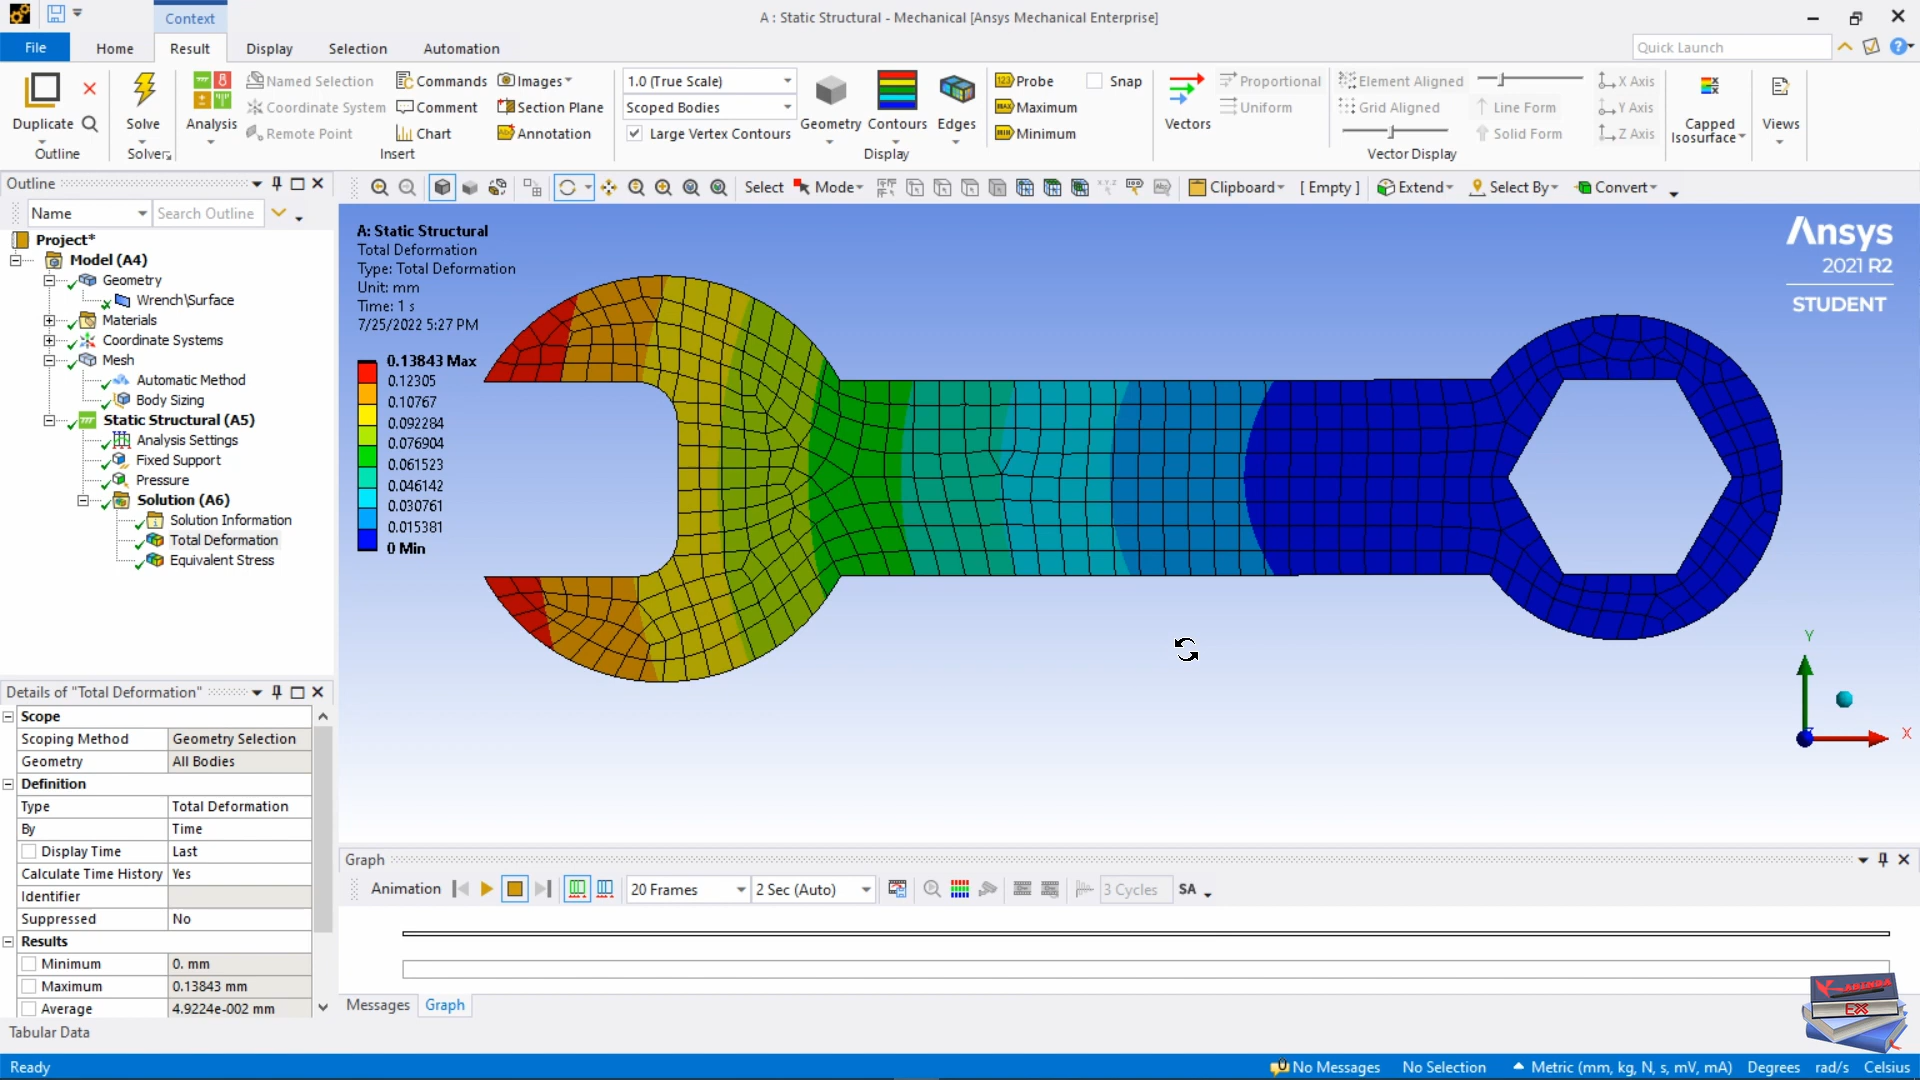 Context
A : Static Structural - Mechanical [Ansys Mechanical Enterprise]
File Home Result Display Selection Automation
Quick Launch
Duplicate
Outline
Solve
Solver
Analysis
Named Selection
Coordinate System
Remote Point
Commands
Comment
Chart
Images
Section Plane
Annotation
Insert
1.0 (True Scale)
Scoped Bodies
Large Vertex Contours
Geometry
Contours
Edges
Display
Probe
Maximum
Minimum
Snap
Vectors
Proportional
Uniform
Element Aligned
Grid Aligned
Line Form
Solid Form
X Axis
Y Axis
Z Axis
Vector Display
Capped
Isosurface
Views
Outline
Name
Search Outline
Select Mode Clipboard [ Empty ] Extend Select By Convert
Project*
Model (A4)
Geometry
Wrench\Surface
Materials
Coordinate Systems
Mesh
Automatic Method
Body Sizing
Static Structural (A5)
Analysis Settings
Fixed Support
Pressure
Solution (A6)
Solution Information
Total Deformation
Equivalent Stress
A: Static Structural
Total Deformation
Type: Total Deformation
Unit: mm
Time: 1 s
7/25/2022 5:27 PM
0.13843 Max
0.12305
0.10767
0.092284
0.076904
0.061523
0.046142
0.030761
0.015381
0 Min
Ansys
2021 R2
STUDENT
Y
X
Details of "Total Deformation"
Scope
Scoping Method Geometry Selection
Geometry All Bodies
Definition
Type Total Deformation
By Time
Display Time Last
Calculate Time History Yes
Identifier
Suppressed No
Results
Minimum 0. mm
Maximum 0.13843 mm
Average 4.9224e-002 mm
Tabular Data
Graph
Animation 20 Frames 2 Sec (Auto) 3 Cycles SA
Messages Graph
EX
Ready
No Messages No Selection Metric (mm, kg, N, s, mV, mA) Degrees rad/s Celsius